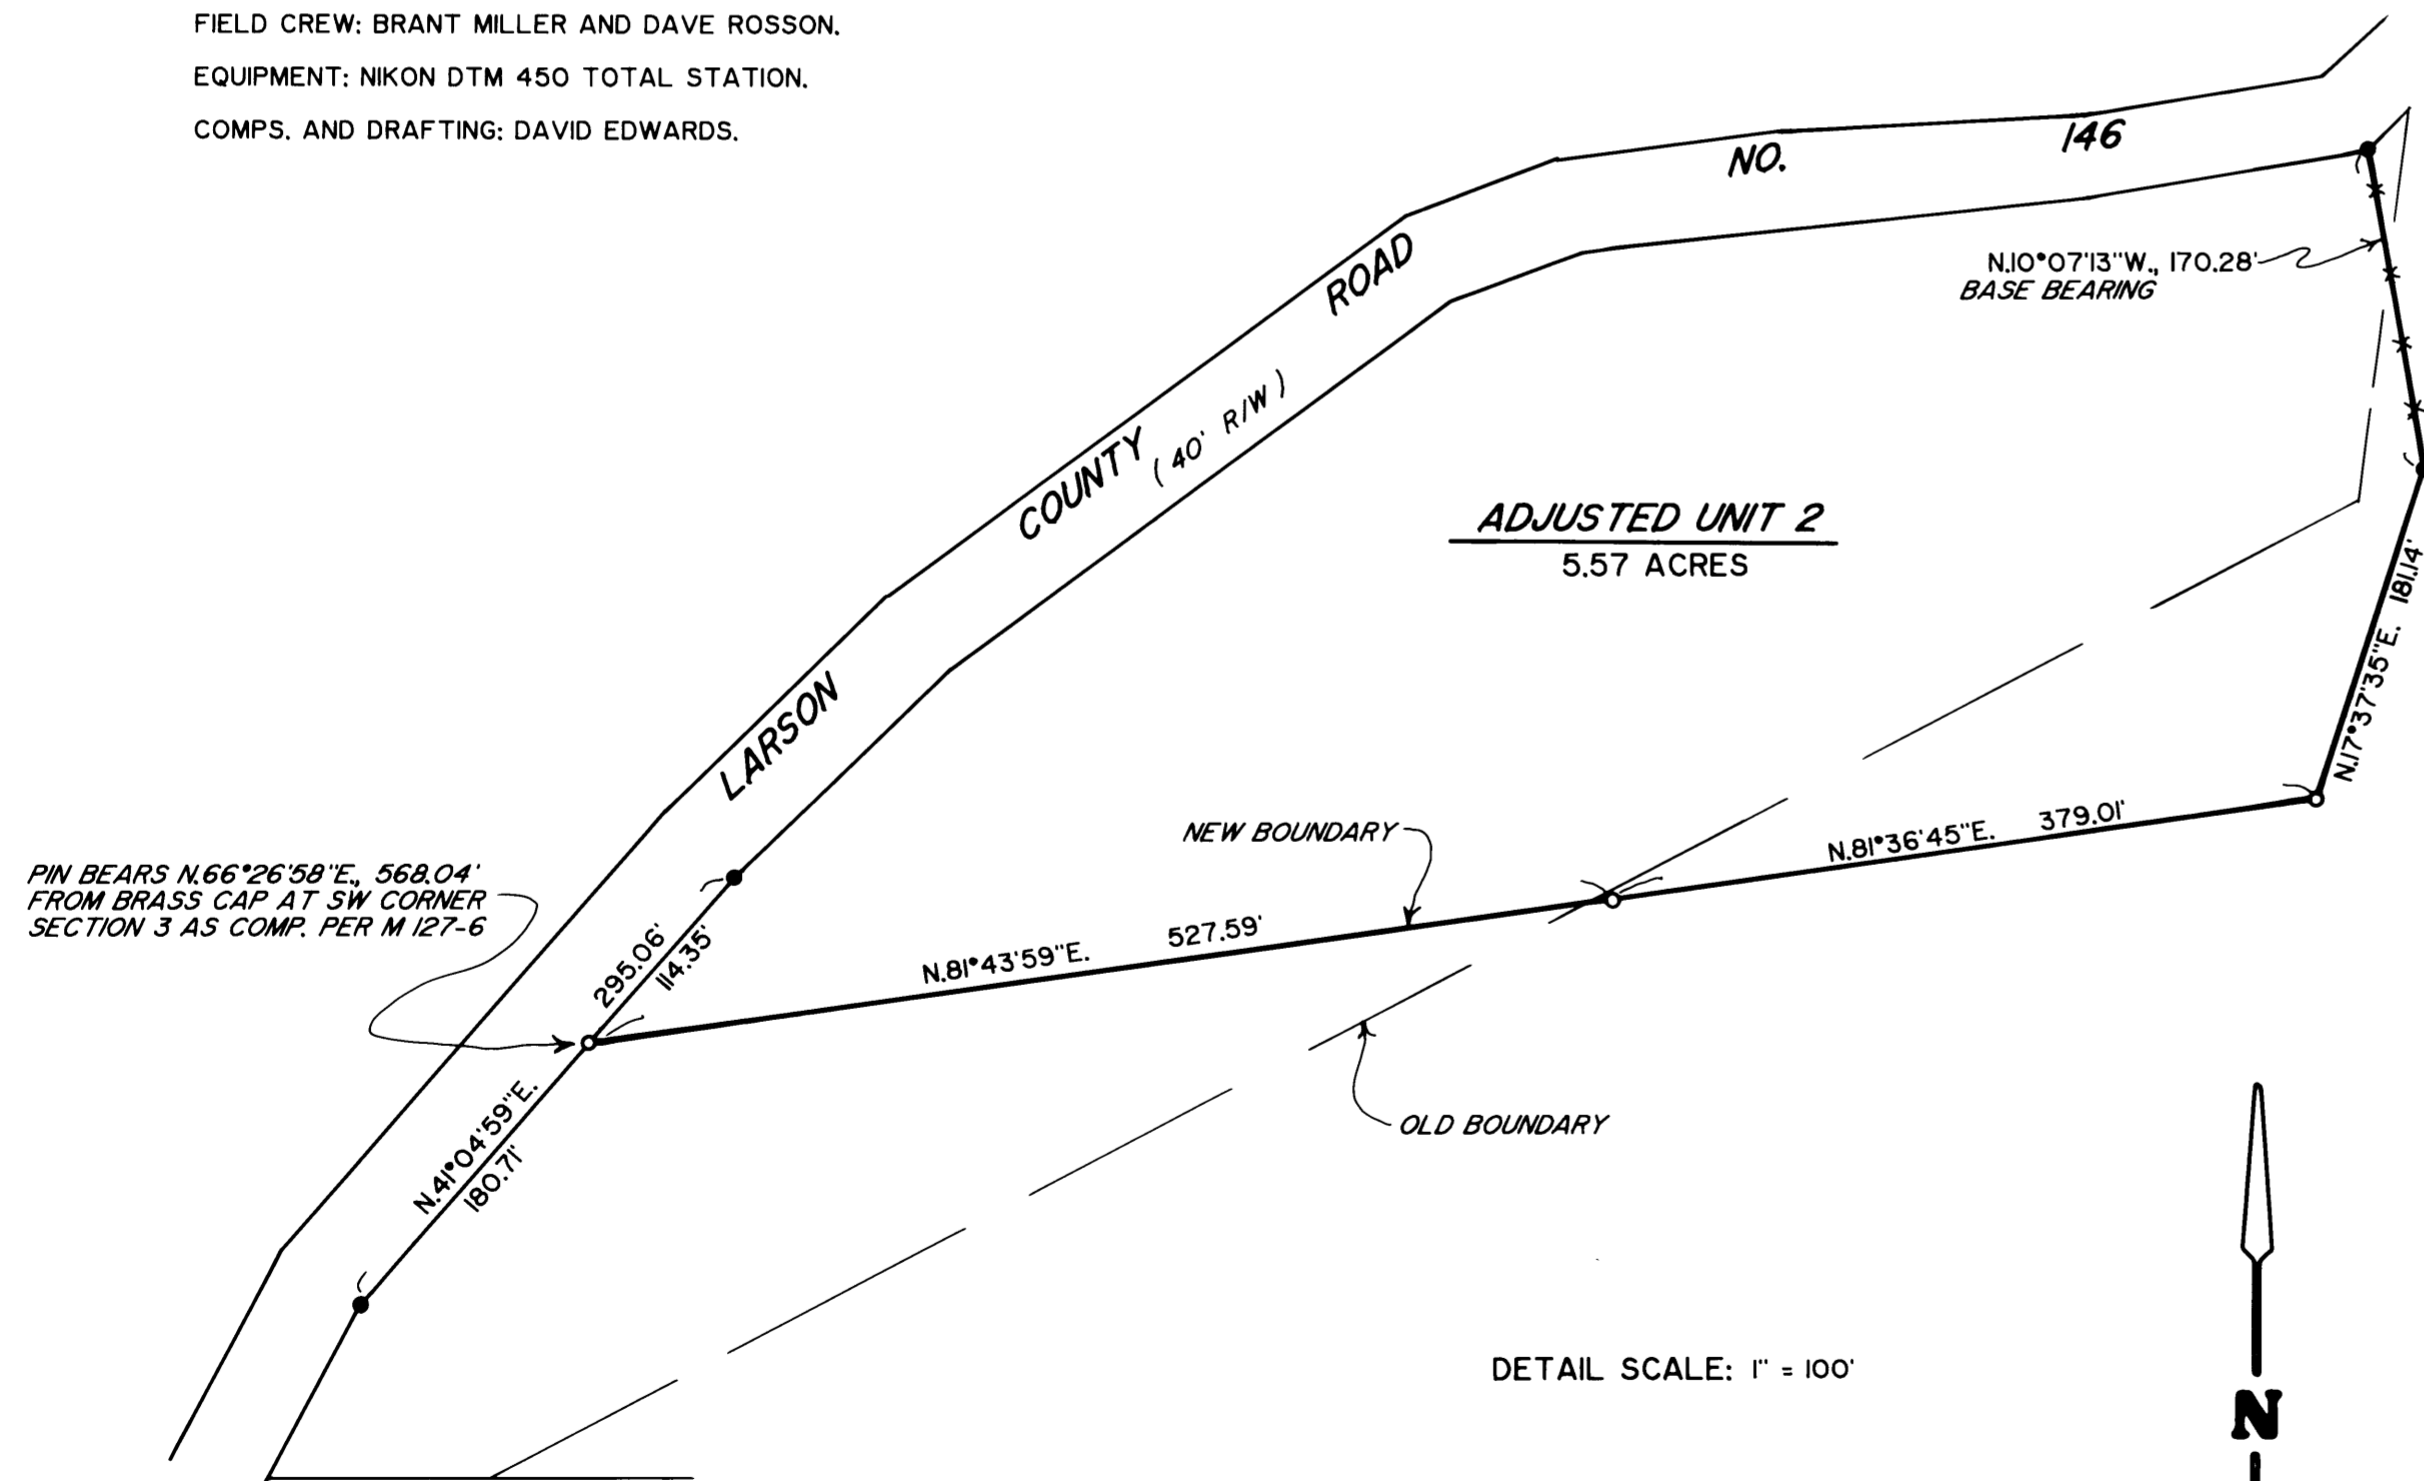 FIELD CREW: BRANT MILLER AND DAVE ROSSON.
EQUIPMENT: NIKON DTM 450 TOTAL STATION.
COMPS. AND DRAFTING: DAVID EDWARDS.
NO.
146
ROAD
COUNTY
(40' R/W)
LARSON
N.10°07'13"W., 170.28'
BASE BEARING
ADJUSTED UNIT 2
5.57 ACRES
N.17°37'35"E. 181.14'
NEW BOUNDARY
N.81°36'45"E. 379.01'
PIN BEARS N.66°26'58"E., 568.04'
FROM BRASS CAP AT SW CORNER
SECTION 3 AS COMP. PER M 127-6
295.06'
114.35'
N.81°43'59"E. 527.59'
N.41°04'59"E.
180.71'
OLD BOUNDARY
DETAIL SCALE: 1" = 100'
N